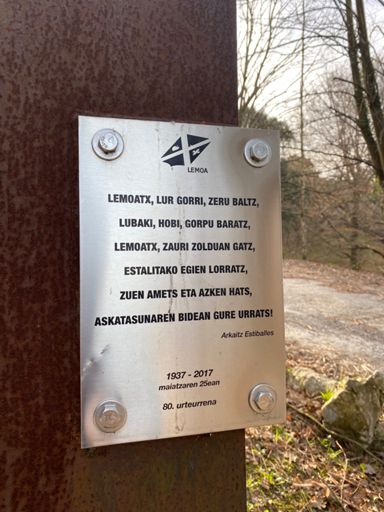 LEMOA
LEMOATX, LUR GORRI, ZERU BALTZ,
LUBAKI, HOBI, GORPU BARATZ,
LEMOATX, ZAURI ZOLDUAN GATZ,
ESTALITAKO EGIEN LORRATZ,
ZUEN AMETS ETA AZKEN HATS,
ASKATASUNAREN BIDEAN GURE URRATS!
Arkaitz Estiballes
1937 - 2017
maiatzaren 25ean
80. urteurrena